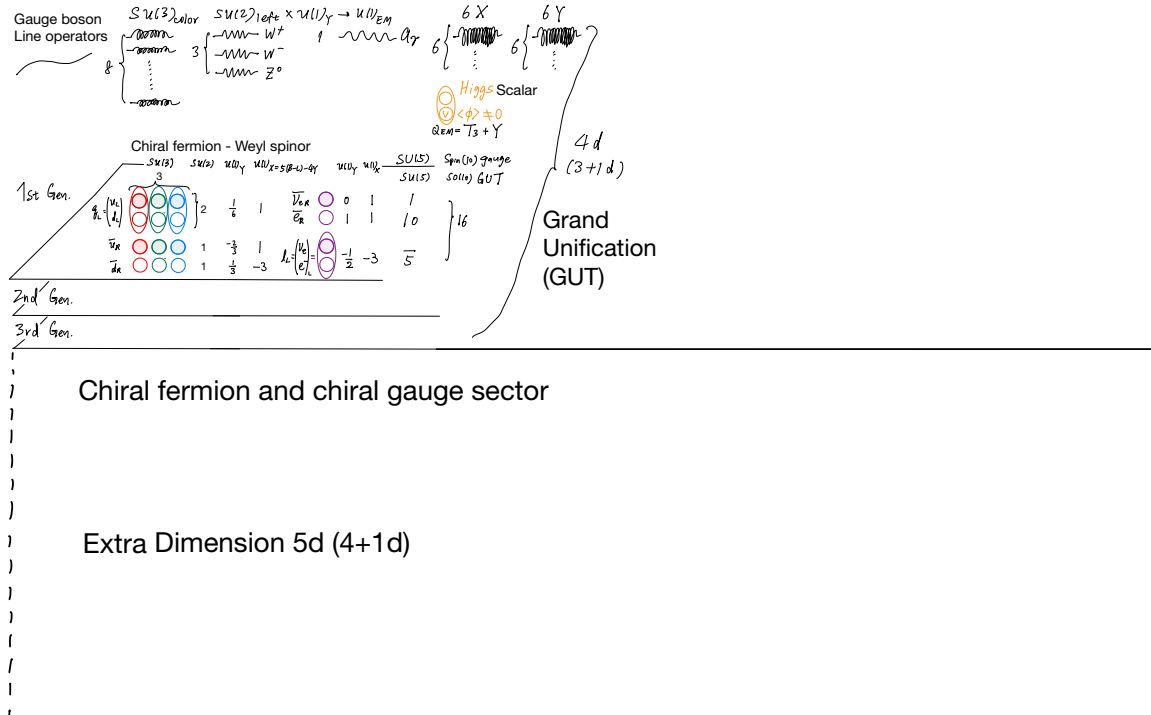 Gauge boson SU(3)color SU(2)left × U(1)Y → U(1)EM 6 X 6 Y
Line operators
8 3 W⁺ 1 aγ 6 6
W⁻
Z⁰
Higgs Scalar
v <ϕ> ≠ 0
QEM = T₃ + Y
4d
(3+1d)
Chiral fermion - Weyl spinor
SU(3) SU(2) U(1)Y U(1)X=5(B-L)-4Y U(1)Y U(1)X SU(5) Spin(10) gauge
3 SU(5) SO(10) GUT
1st Gen.
qL = (uL dL) 2 1/6 1 ν̄eR 0 1 1
ēR 1 1 10 16
ūR 1 -2/3 1 lL = (νe e)L = -1/2 -3 5̄
d̄R 1 1/3 -3
Grand
Unification
(GUT)
2nd Gen.
3rd Gen.
Chiral fermion and chiral gauge sector
Extra Dimension 5d (4+1d)